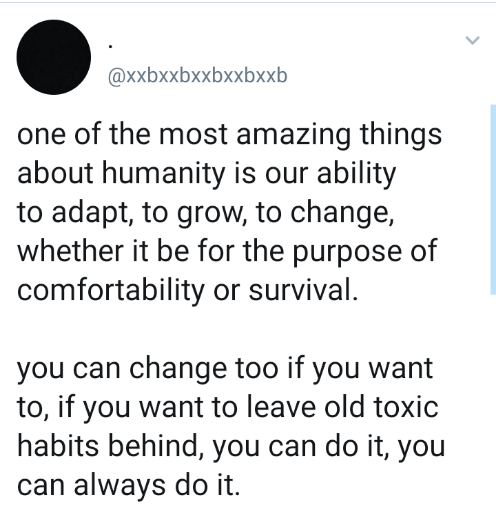 .
@xxbxxbxxbxxbxxb
one of the most amazing things
about humanity is our ability
to adapt, to grow, to change,
whether it be for the purpose of
comfortability or survival.
you can change too if you want
to, if you want to leave old toxic
habits behind, you can do it, you
can always do it.